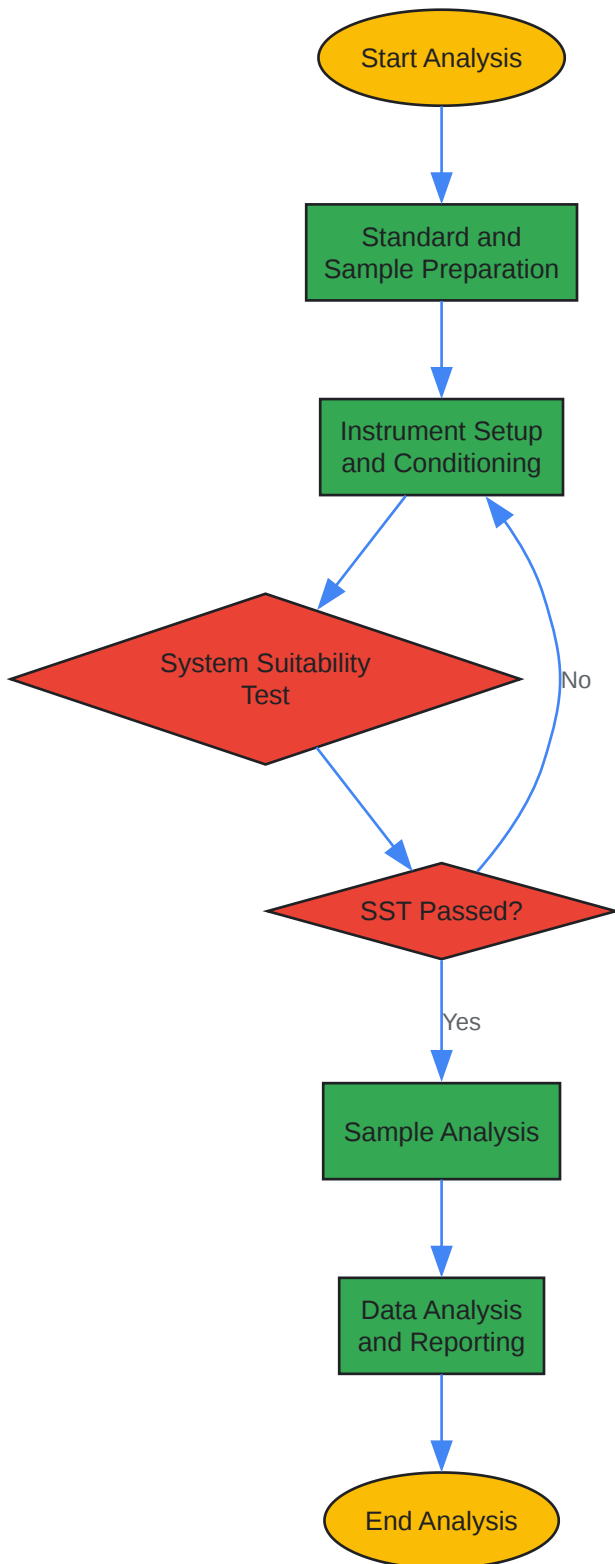 Start Analysis
Standard and
Sample Preparation
Instrument Setup
and Conditioning
System Suitability
Test
No
SST Passed?
Yes
Sample Analysis
Data Analysis
and Reporting
End Analysis